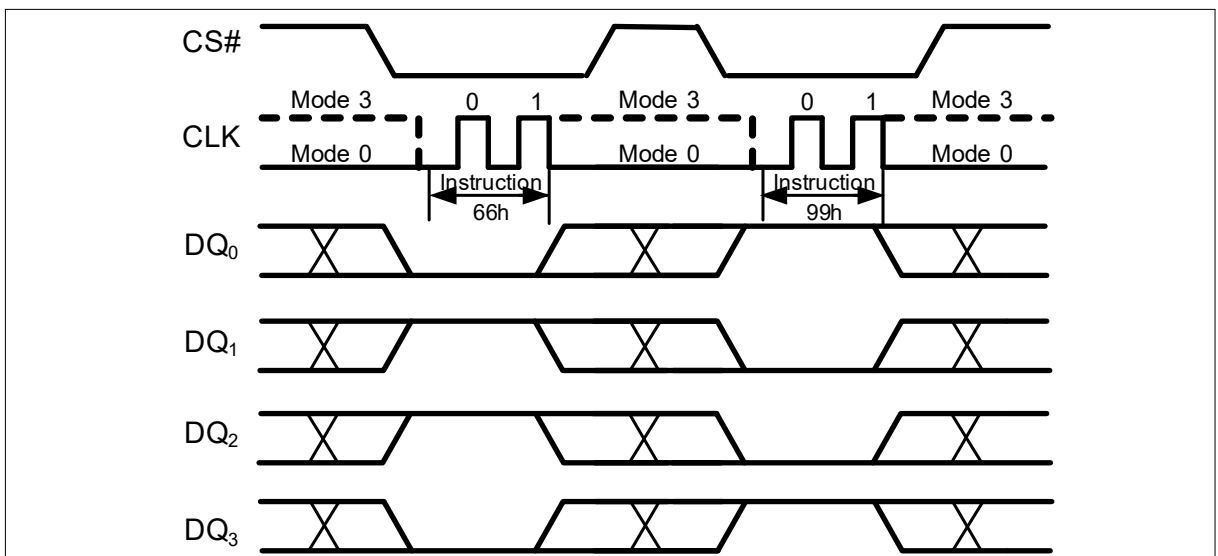 CS#
Mode 3 0 1 Mode 3 0 1 Mode 3
CLK
Mode 0 Mode 0 Mode 0
Instruction Instruction
66h 99h
DQ0
DQ1
DQ2
DQ3